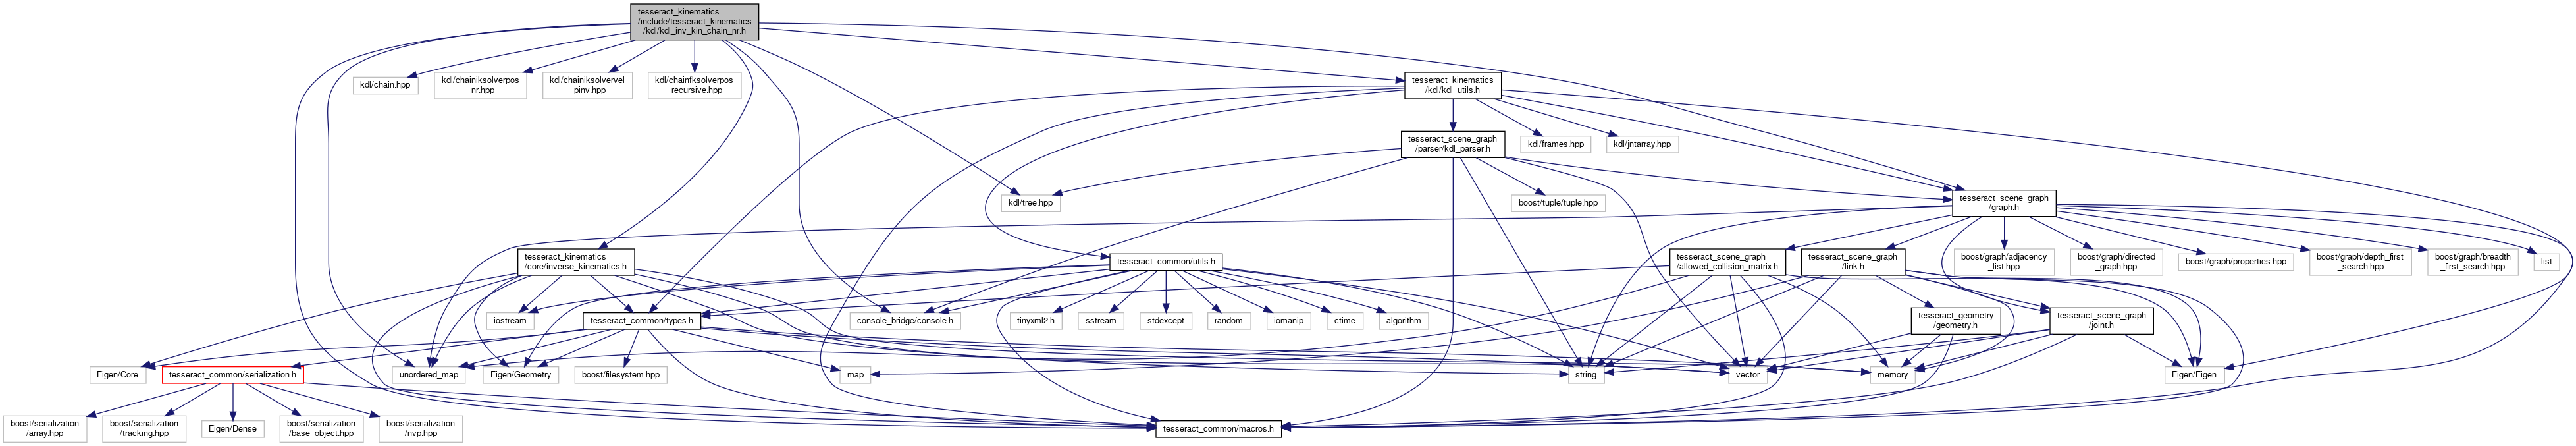 tesseract_kinematics
/include/tesseract_kinematics
/kdl/kdl_inv_kin_chain_nr.h
kdl/chain.hpp
kdl/chainiksolverpos
_nr.hpp
kdl/chainiksolvervel
_pinv.hpp
kdl/chainfksolverpos
_recursive.hpp
tesseract_kinematics
/kdl/kdl_utils.h
tesseract_scene_graph
/parser/kdl_parser.h
kdl/frames.hpp
kdl/jntarray.hpp
kdl/tree.hpp
boost/tuple/tuple.hpp
tesseract_scene_graph
/graph.h
tesseract_kinematics
/core/inverse_kinematics.h
tesseract_common/utils.h
tesseract_scene_graph
/allowed_collision_matrix.h
tesseract_scene_graph
/link.h
boost/graph/adjacency
_list.hpp
boost/graph/directed
_graph.hpp
boost/graph/properties.hpp
boost/graph/depth_first
_search.hpp
boost/graph/breadth
_first_search.hpp
list
iostream
tesseract_common/types.h
console_bridge/console.h
tinyxml2.h
sstream
stdexcept
random
iomanip
ctime
algorithm
tesseract_geometry
/geometry.h
tesseract_scene_graph
/joint.h
Eigen/Core
tesseract_common/serialization.h
unordered_map
Eigen/Geometry
boost/filesystem.hpp
map
string
vector
memory
Eigen/Eigen
boost/serialization
/array.hpp
boost/serialization
/tracking.hpp
Eigen/Dense
boost/serialization
/base_object.hpp
boost/serialization
/nvp.hpp
tesseract_common/macros.h